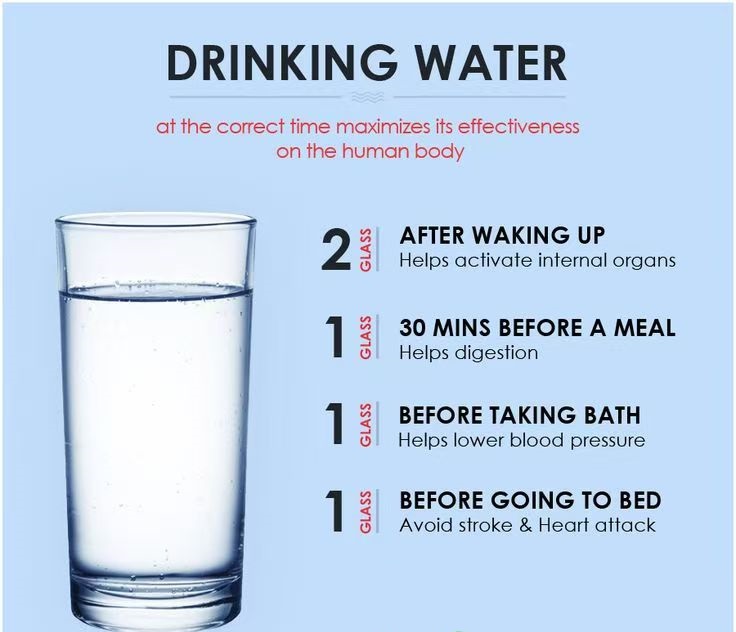 DRINKING WATER
at the correct time maximizes its effectiveness
on the human body
2 GLASS
AFTER WAKING UP
Helps activate internal organs
1 GLASS
30 MINS BEFORE A MEAL
Helps digestion
1 GLASS
BEFORE TAKING BATH
Helps lower blood pressure
1 GLASS
BEFORE GOING TO BED
Avoid stroke & Heart attack